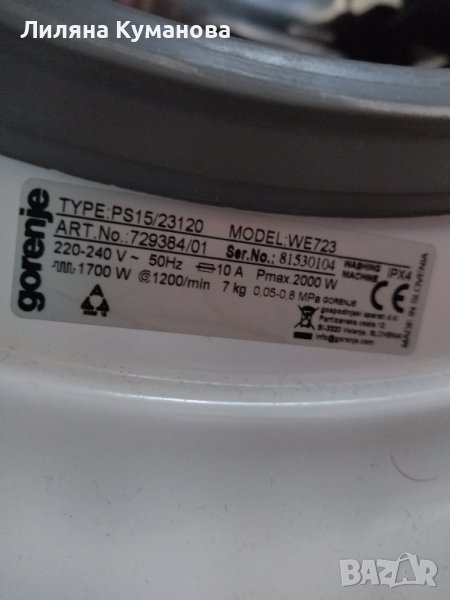 Лиляна Куманова
gorenje
TYPE:PS15/23120 MODEL:WE723
ART.No.:729384/01 Ser.No.: 81530104
WASHING MACHINE IPX4
220-240 V ~ 50Hz 10 A Pmax.2000 W
1700 W @1200/min 7 kg 0,05-0,8 MPa GORENJE
gospodinjski aparati d.d.
Partizanska cesta 12
SI-3320 Velenje, SLOVENIA
info@gorenje.com
CE
MADE IN SLOVENIA
BAZAR